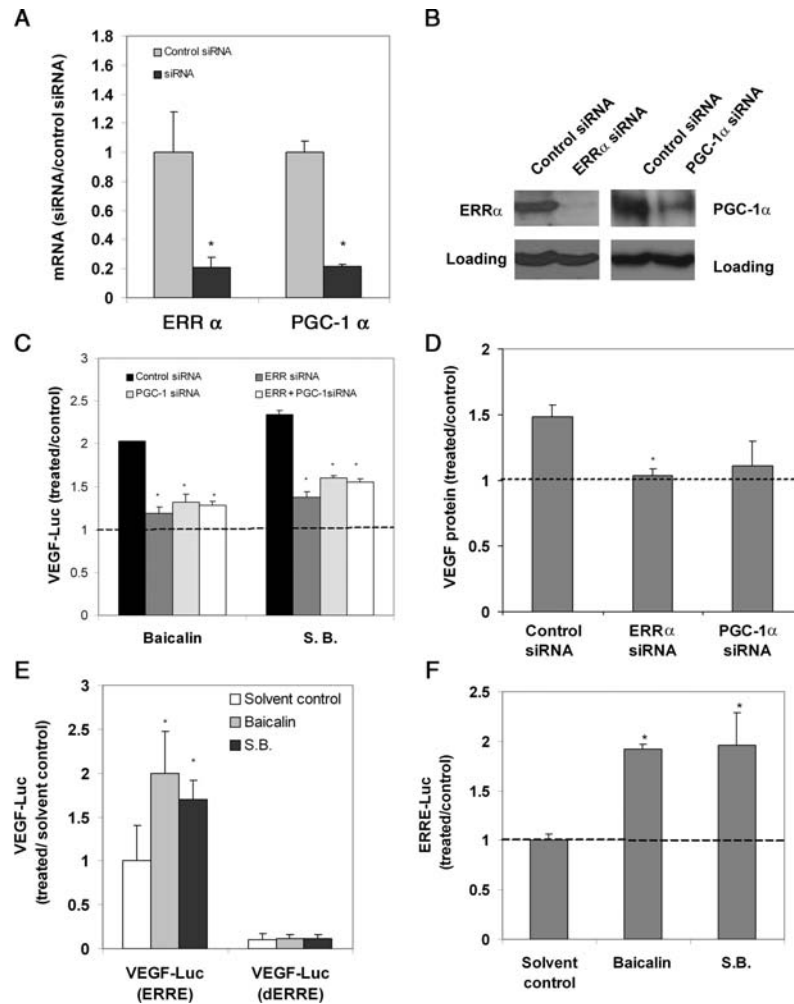 A
mRNA (siRNA/control siRNA)
1.8
1.6
1.4
1.2
1
0.8
0.6
0.4
0.2
0
Control siRNA
siRNA
*
*
ERR α
PGC-1 α
B
Control siRNA
ERRα siRNA
Control siRNA
PGC-1α siRNA
ERRα
PGC-1α
Loading
Loading
C
VEGF-Luc (treated/control)
3
2.5
2
1.5
1
0.5
0
Control siRNA
ERR siRNA
PGC-1 siRNA
ERR+PGC-1siRNA
* * *
* * *
Baicalin
S. B.
D
VEGF protein (treated/control)
2
1.5
1
0.5
0
*
Control siRNA
ERRα siRNA
PGC-1α siRNA
E
VEGF-Luc
(treated/ solvent control)
3
2.5
2
1.5
1
0.5
0
Solvent control
Baicalin
S.B.
*
*
VEGF-Luc
(ERRE)
VEGF-Luc
(dERRE)
F
ERRE-Luc
(treated/control)
2.5
2
1.5
1
0.5
0
*
*
Solvent
control
Baicalin
S.B.